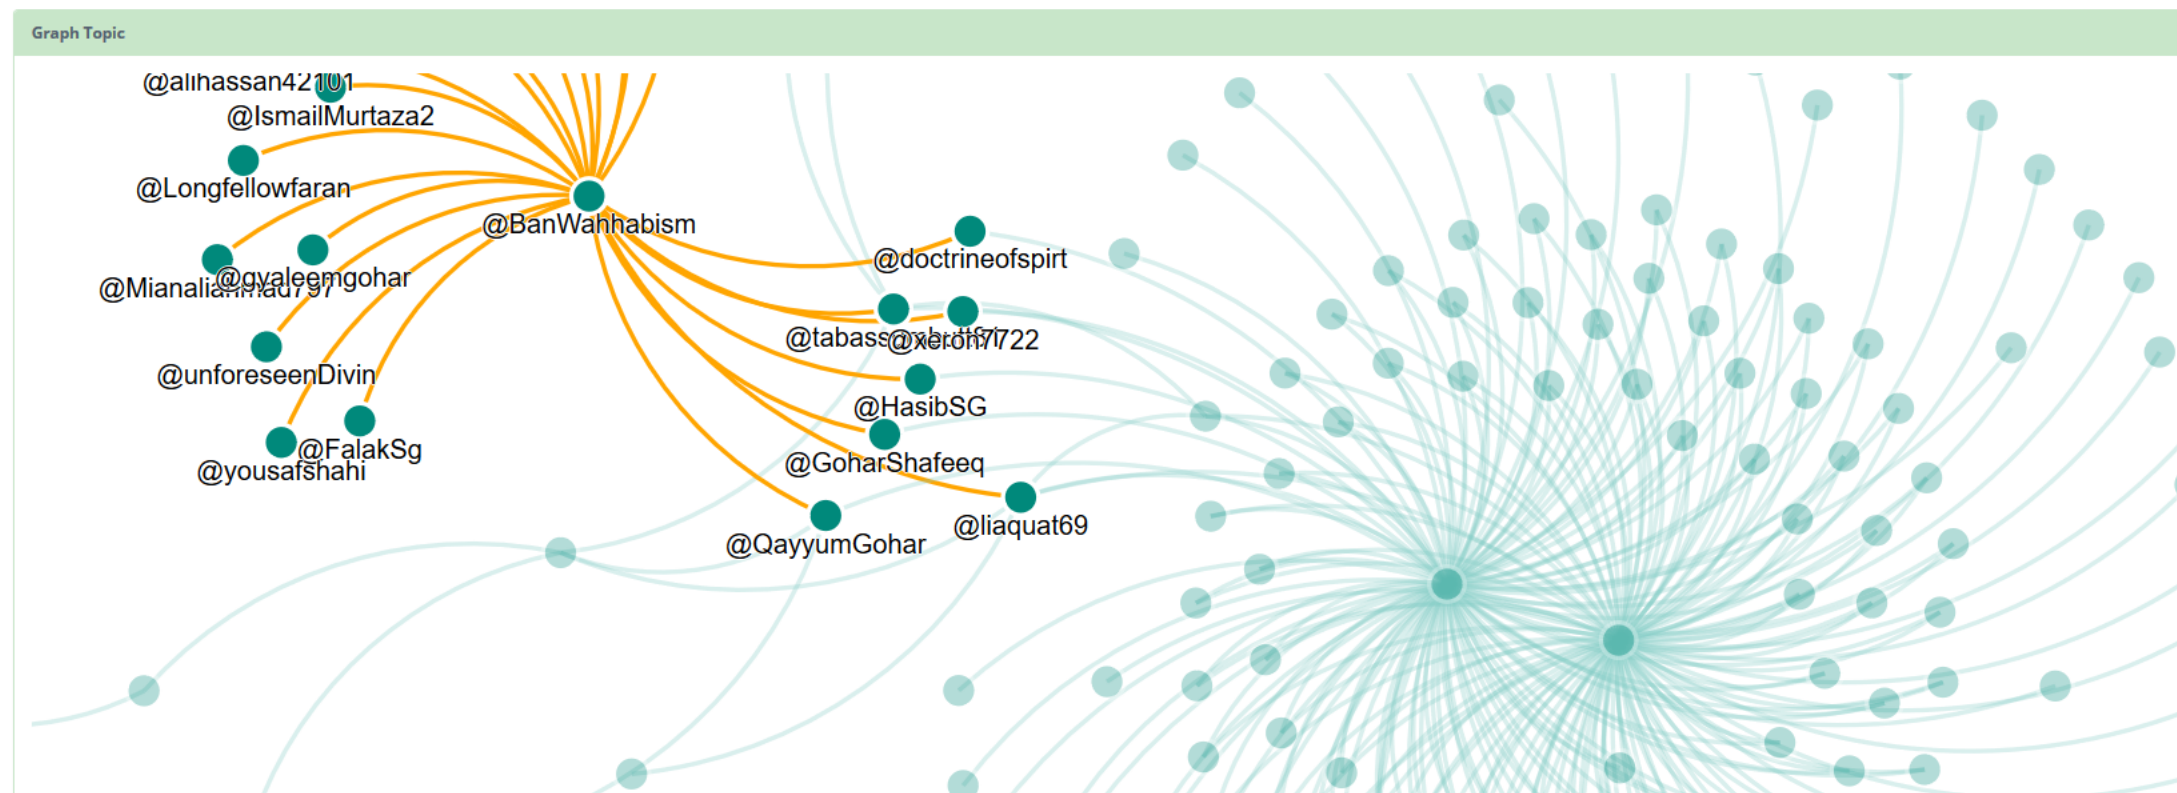 Graph Topic
@alihassan42101
@IsmailMurtaza2
@Longfellowfaran
@BanWahhabism
@doctrineofspirt
@gyaleemgohar
@HasibSG
@unforeseenDivin
@GoharShafeeq
@FalakSg
@yousafshahi
@liaquat69
@QayyumGohar